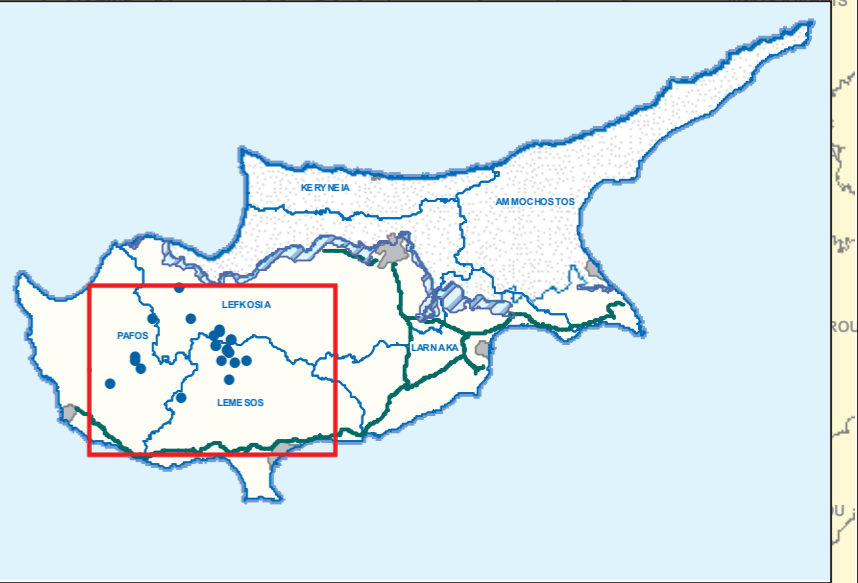 KERYNEIA
AMMOCHOSTOS
LEFKOSIA
PAFOS
LARNAKA
LEMESOS